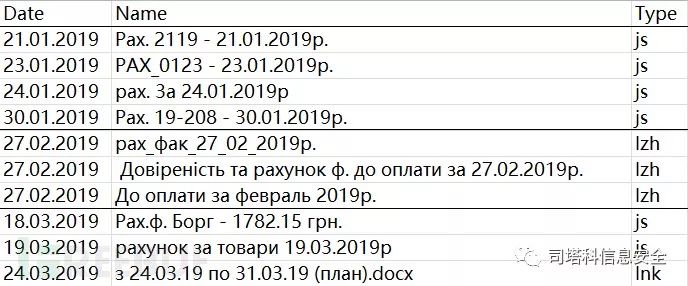 Date Name Type
21.01.2019 Рах. 2119 - 21.01.2019р. js
23.01.2019 РАХ_0123 - 23.01.2019р. js
24.01.2019 рах. За 24.01.2019р js
30.01.2019 Рах. 19-208 - 30.01.2019р. js
27.02.2019 рах_фак_27_02_2019р. lzh
27.02.2019 Довіреність та рахунок ф. до оплати за 27.02.2019р. lzh
27.02.2019 До оплати за февраль 2019р. lzh
18.03.2019 Рах.ф. Борг - 1782.15 грн. js
19.03.2019 рахунок за товари 19.03.2019р js
24.03.2019 з 24.03.19 по 31.03.19 (план).docx lnk
司塔科信息安全